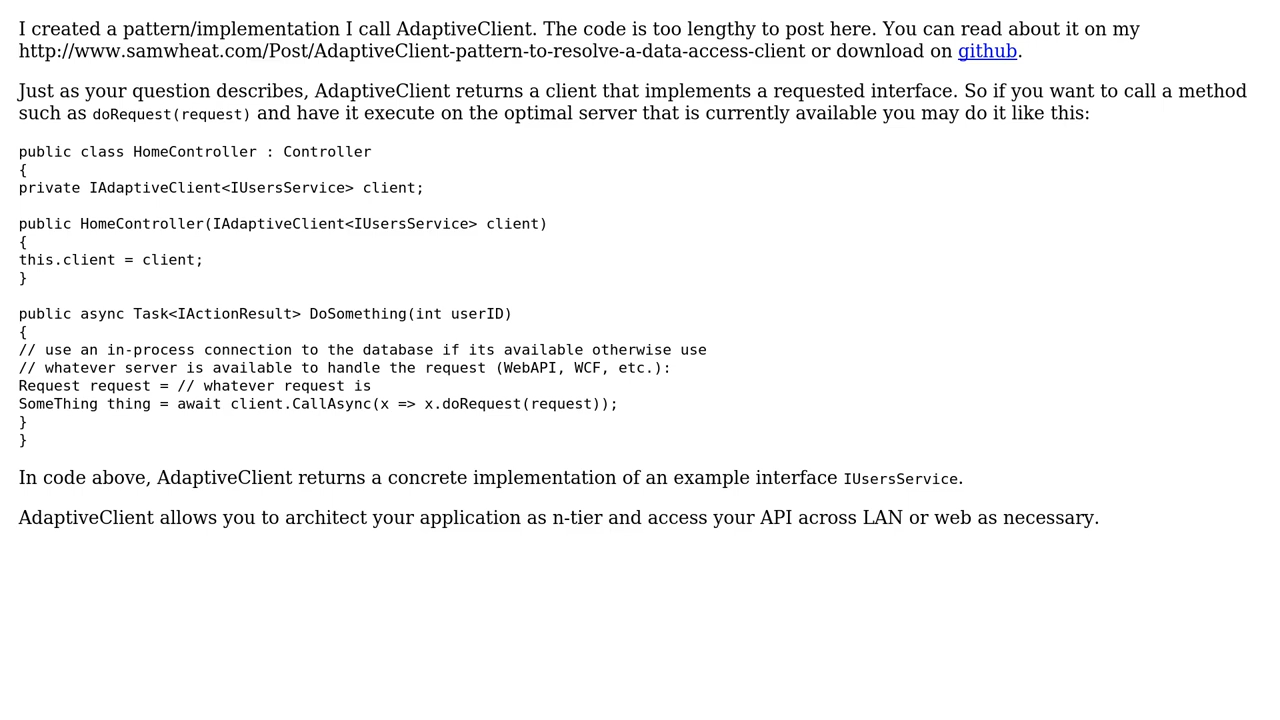 I created a pattern/implementation I call AdaptiveClient. The code is too lengthy to post here. You can read about it on my
http://www.samwheat.com/Post/AdaptiveClient-pattern-to-resolve-a-data-access-client or download on github.
Just as your question describes, AdaptiveClient returns a client that implements a requested interface. So if you want to call a method
such as doRequest(request) and have it execute on the optimal server that is currently available you may do it like this:
public class HomeController : Controller
{
private IAdaptiveClient<IUsersService> client;
public HomeController(IAdaptiveClient<IUsersService> client)
{
this.client = client;
}
public async Task<IActionResult> DoSomething(int userID)
{
// use an in-process connection to the database if its available otherwise use
// whatever server is available to handle the request (WebAPI, WCF, etc.):
Request request = // whatever request is
SomeThing thing = await client.CallAsync(x => x.doRequest(request));
}
}
In code above, AdaptiveClient returns a concrete implementation of an example interface IUsersService.
AdaptiveClient allows you to architect your application as n-tier and access your API across LAN or web as necessary.